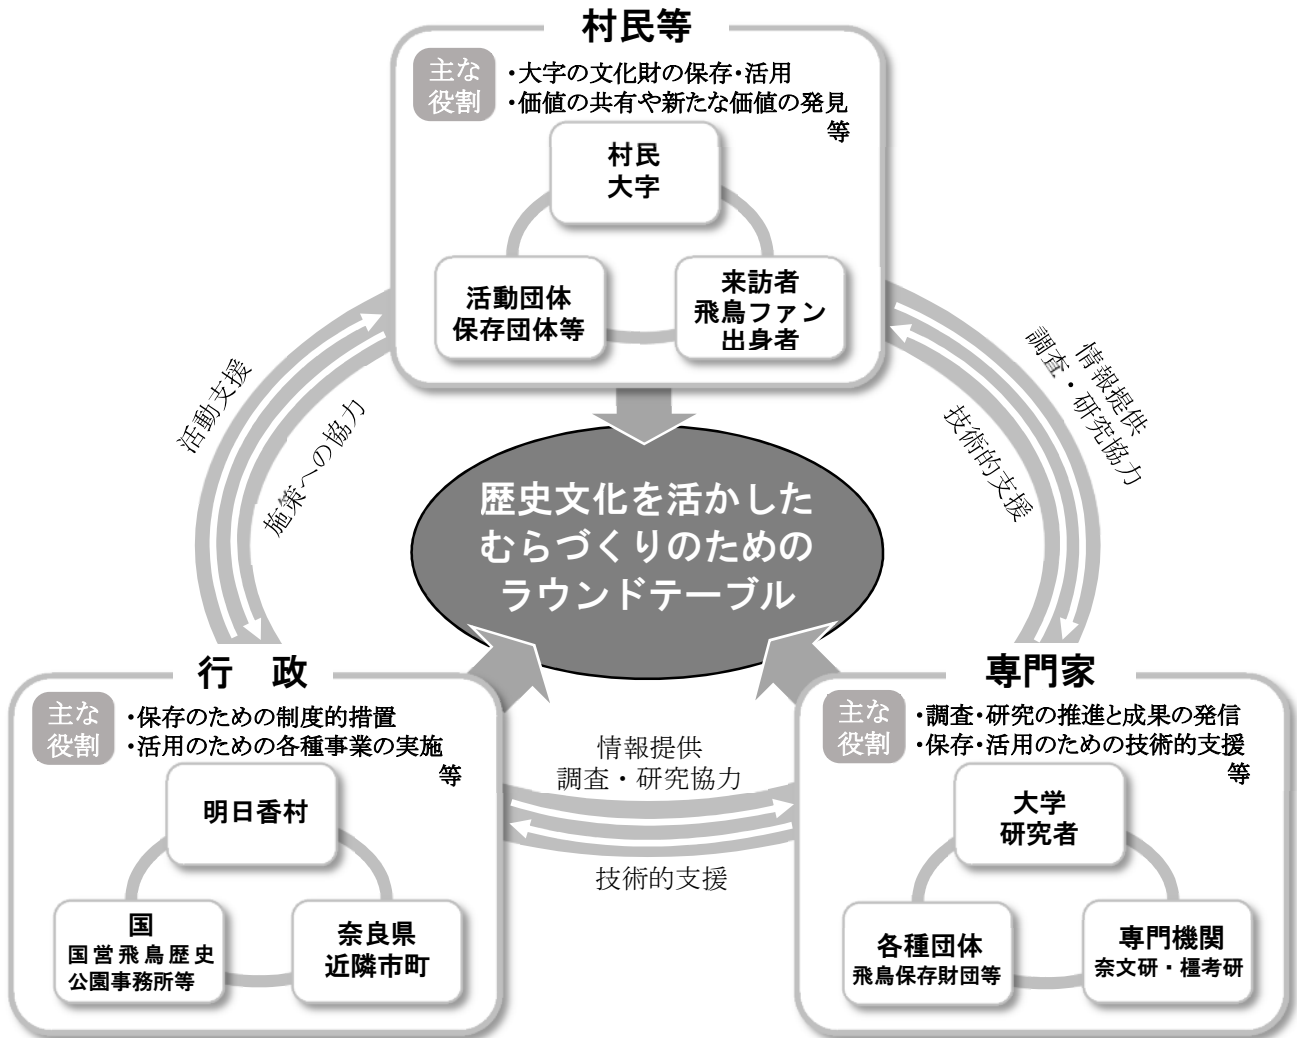 村民等
主な
役割
・大字の文化財の保存・活用
・価値の共有や新たな価値の発見
等
村民
大字
活動団体
保存団体等
来訪者
飛鳥ファン
出身者
活動支援
施策への協力
情報提供
調査・研究協力
技術的支援
歴史文化を活かした
むらづくりのための
ラウンドテーブル
行　政
主な
役割
・保存のための制度的措置
・活用のための各種事業の実施
等
明日香村
国
国営飛鳥歴史
公園事務所等
奈良県
近隣市町
情報提供
調査・研究協力
技術的支援
専門家
主な
役割
・調査・研究の推進と成果の発信
・保存・活用のための技術的支援
等
大学
研究者
各種団体
飛鳥保存財団等
専門機関
奈文研・橿考研